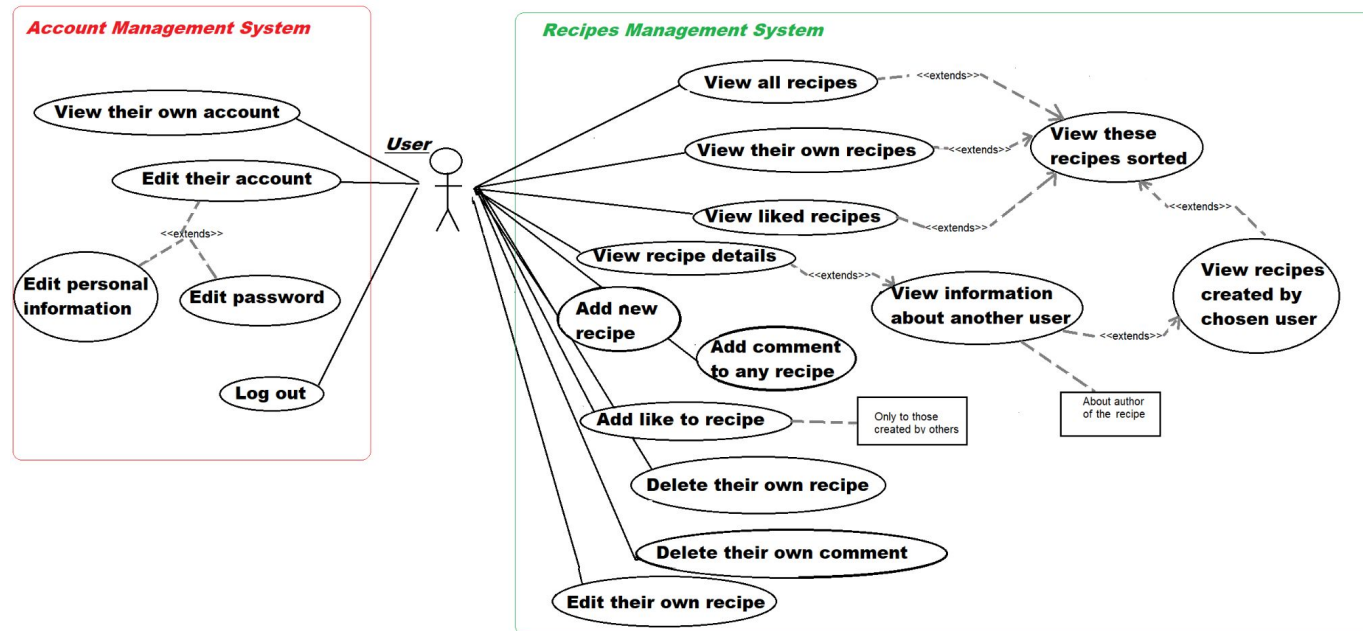 Account Management System
Recipes Management System
View their own account
User
Edit their account
<<extends>>
Edit personal
information
Edit password
Log out
View all recipes
<<extends>>
View their own recipes
<<extends>>
View these
recipes sorted
View liked recipes
<<extends>>
<<extends>>
View recipe details
<<extends>>
View information
about another user
<<extends>>
View recipes
created by
chosen user
Add new
recipe
Add comment
to any recipe
Add like to recipe
Only to those
created by others
About author
of the recipe
Delete their own recipe
Delete their own comment
Edit their own recipe